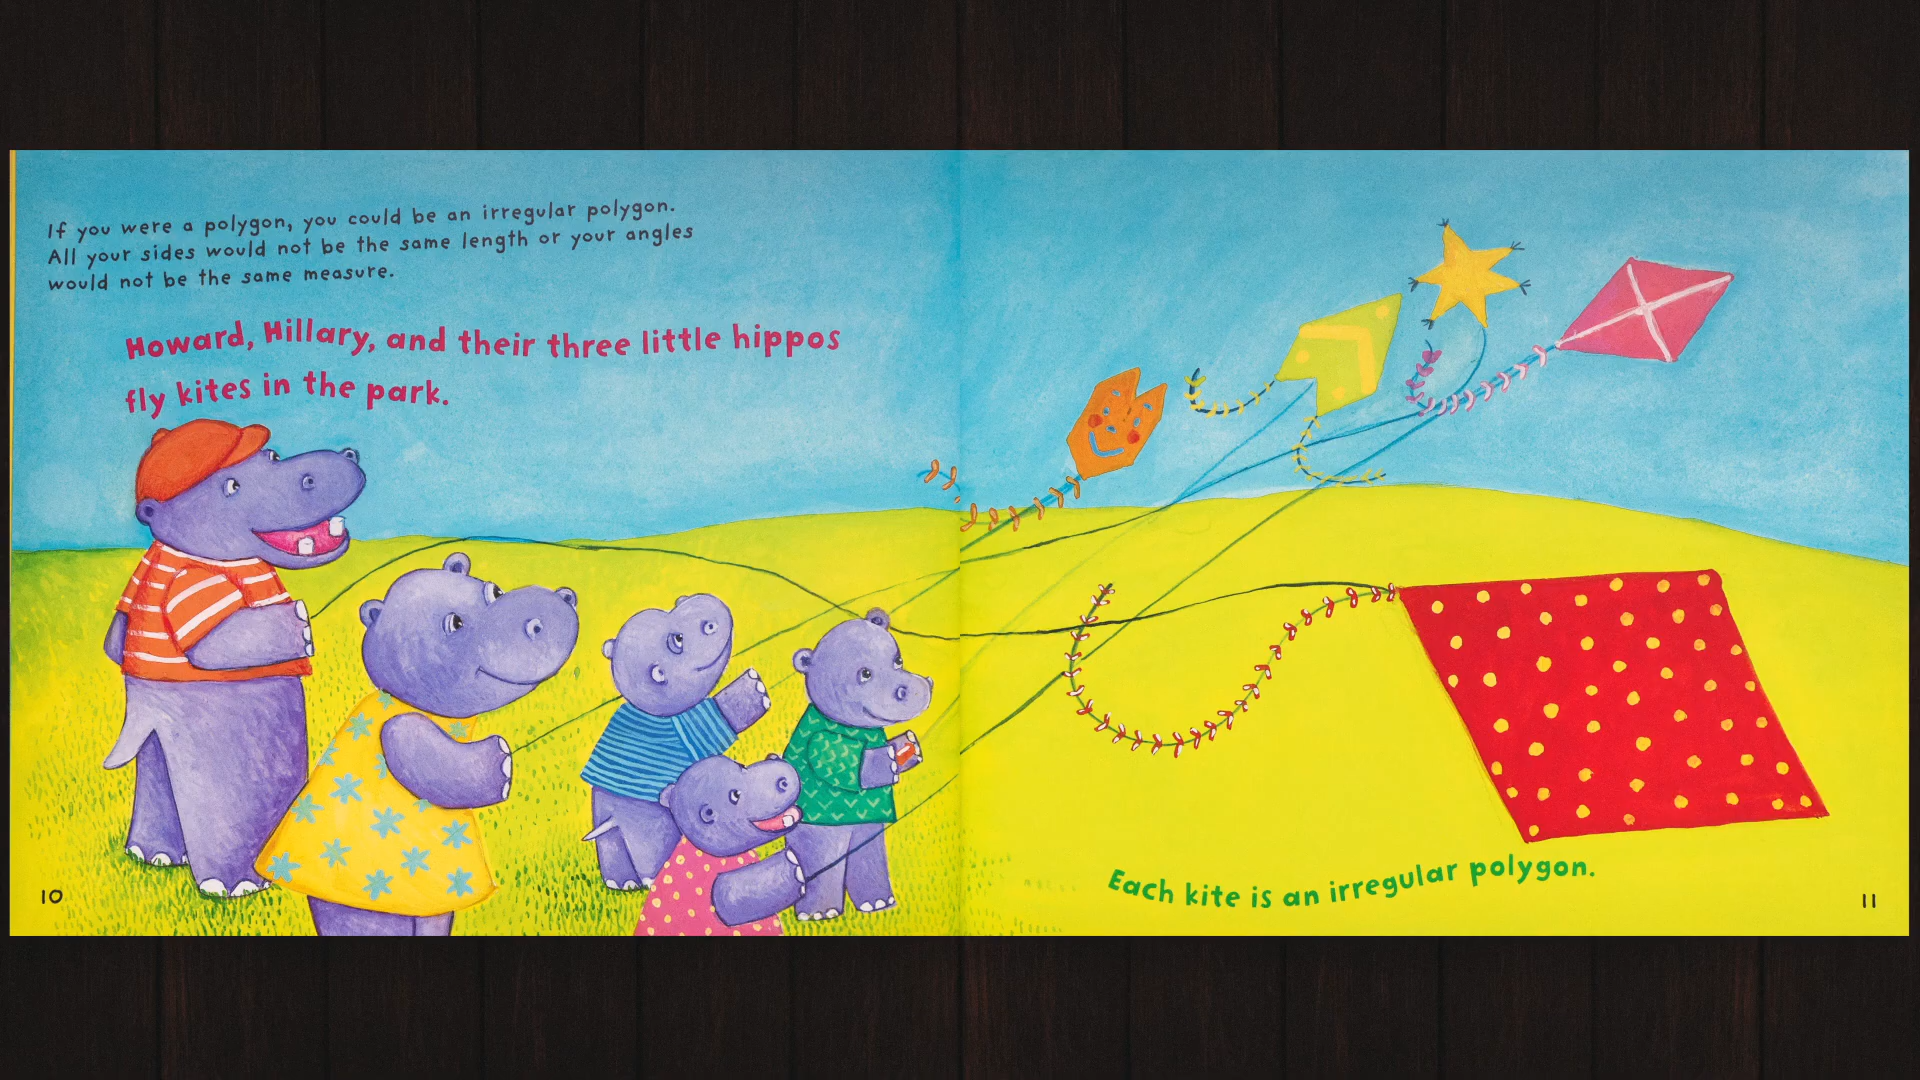 If you were a polygon, you could be an irregular polygon.
All your sides would not be the same length or your angles
would not be the same measure.
Howard, Hillary, and their three little hippos
fly kites in the park.
Each kite is an irregular polygon.
10
11